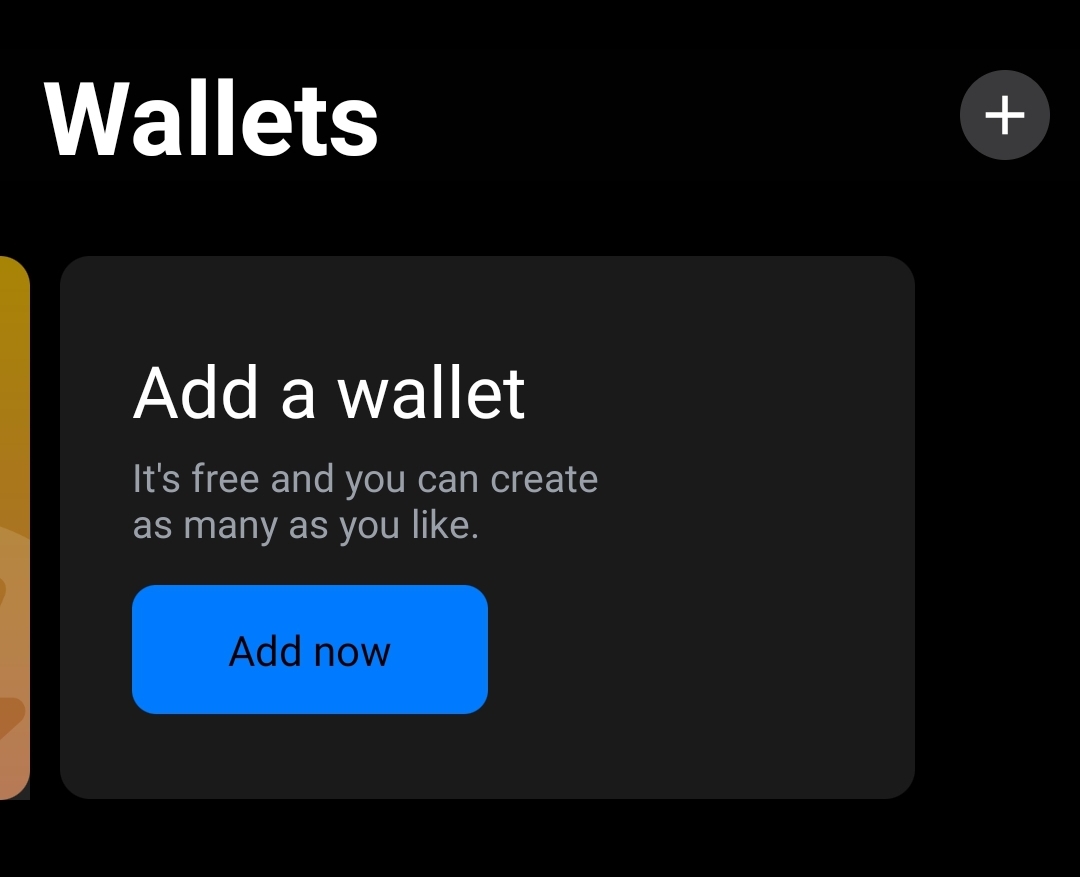 Wallets
Add a wallet
It's free and you can create
as many as you like.
Add now